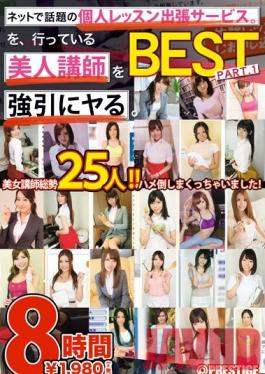 ネットで話題の個人レッスン出張サービス。
を、行っている
美人講師を
強引にヤる。
BEST
PART.1
美女講師総勢25人!!ハメ倒しまくっちゃいました!
8時間
¥1,980
PRESTIGE